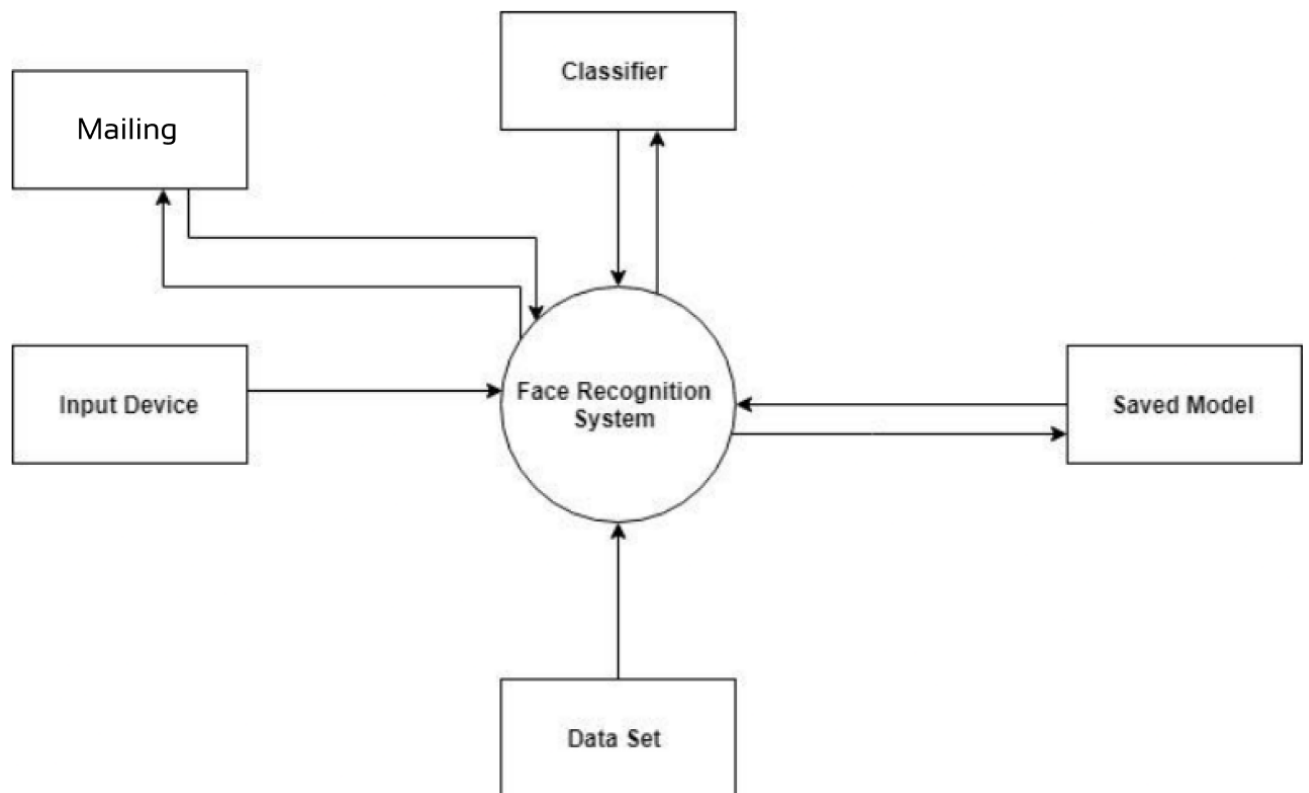 Classifier
Mailing
Input Device
Face Recognition
System
Saved Model
Data Set